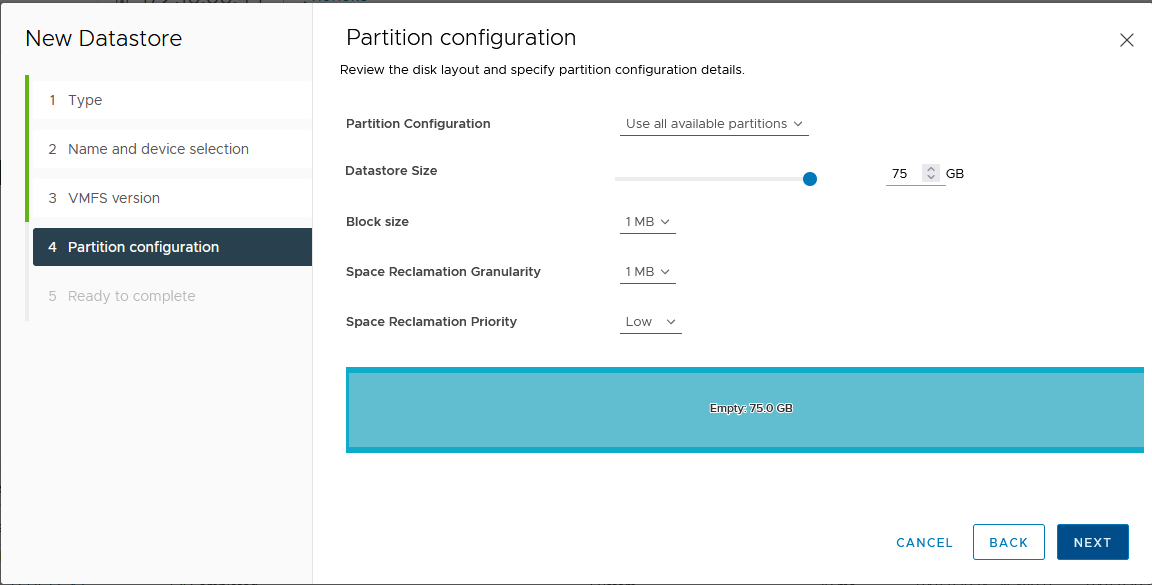 New Datastore
1 Type
2 Name and device selection
3 VMFS version
4 Partition configuration
5 Ready to complete
Partition configuration
Review the disk layout and specify partition configuration details.
Partition Configuration Use all available partitions
Datastore Size 75 GB
Block size 1 MB
Space Reclamation Granularity 1 MB
Space Reclamation Priority Low
Empty: 75.0 GB
CANCEL BACK NEXT